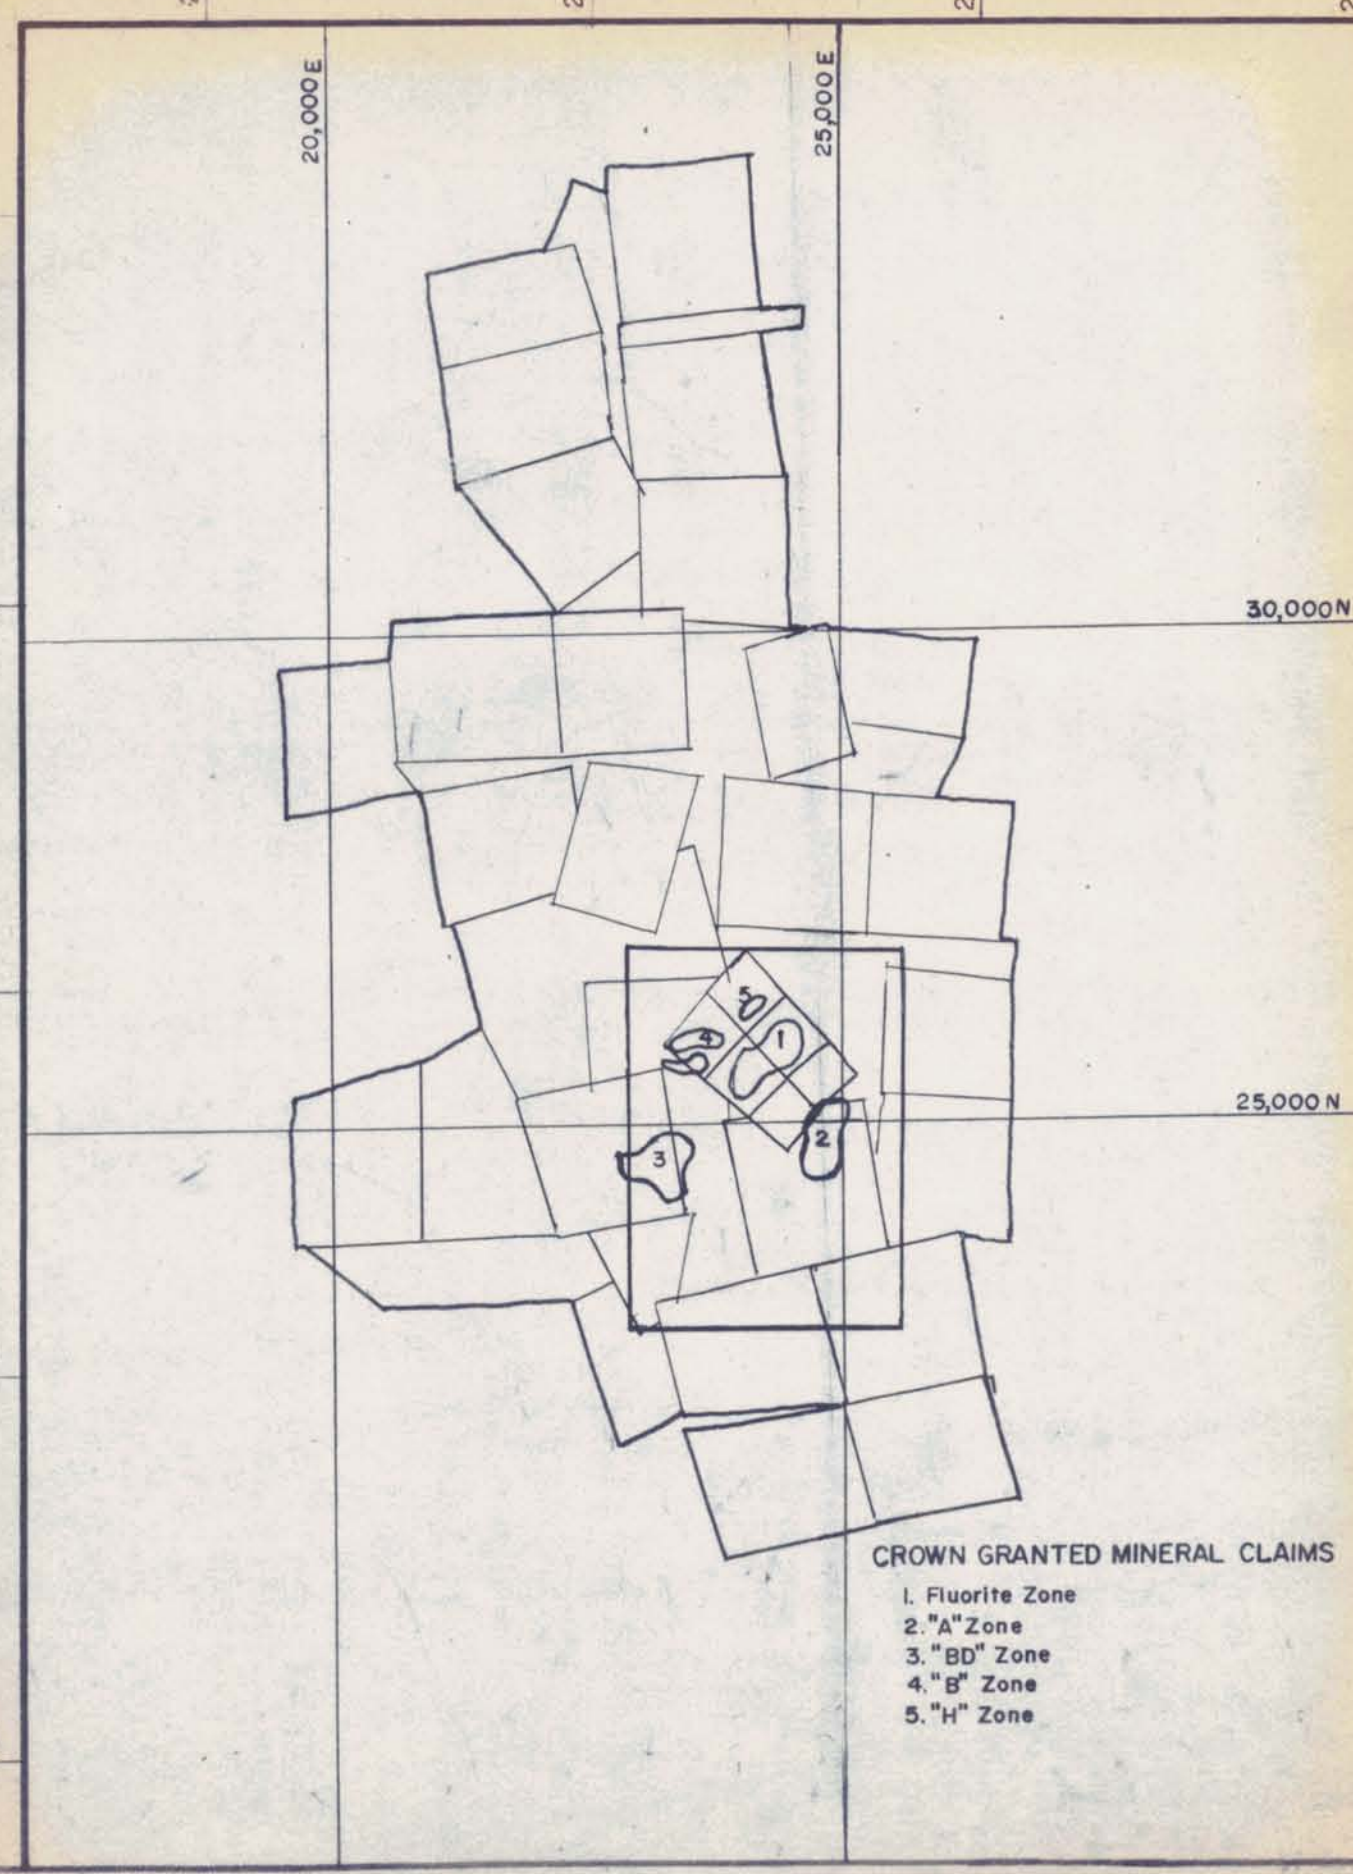 20,000 E
25,000 E
30,000 N
5
4
1
25,000 N
2
3
CROWN GRANTED MINERAL CLAIMS
1. Fluorite Zone
2. "A" Zone
3. "BD" Zone
4. "B" Zone
5. "H" Zone